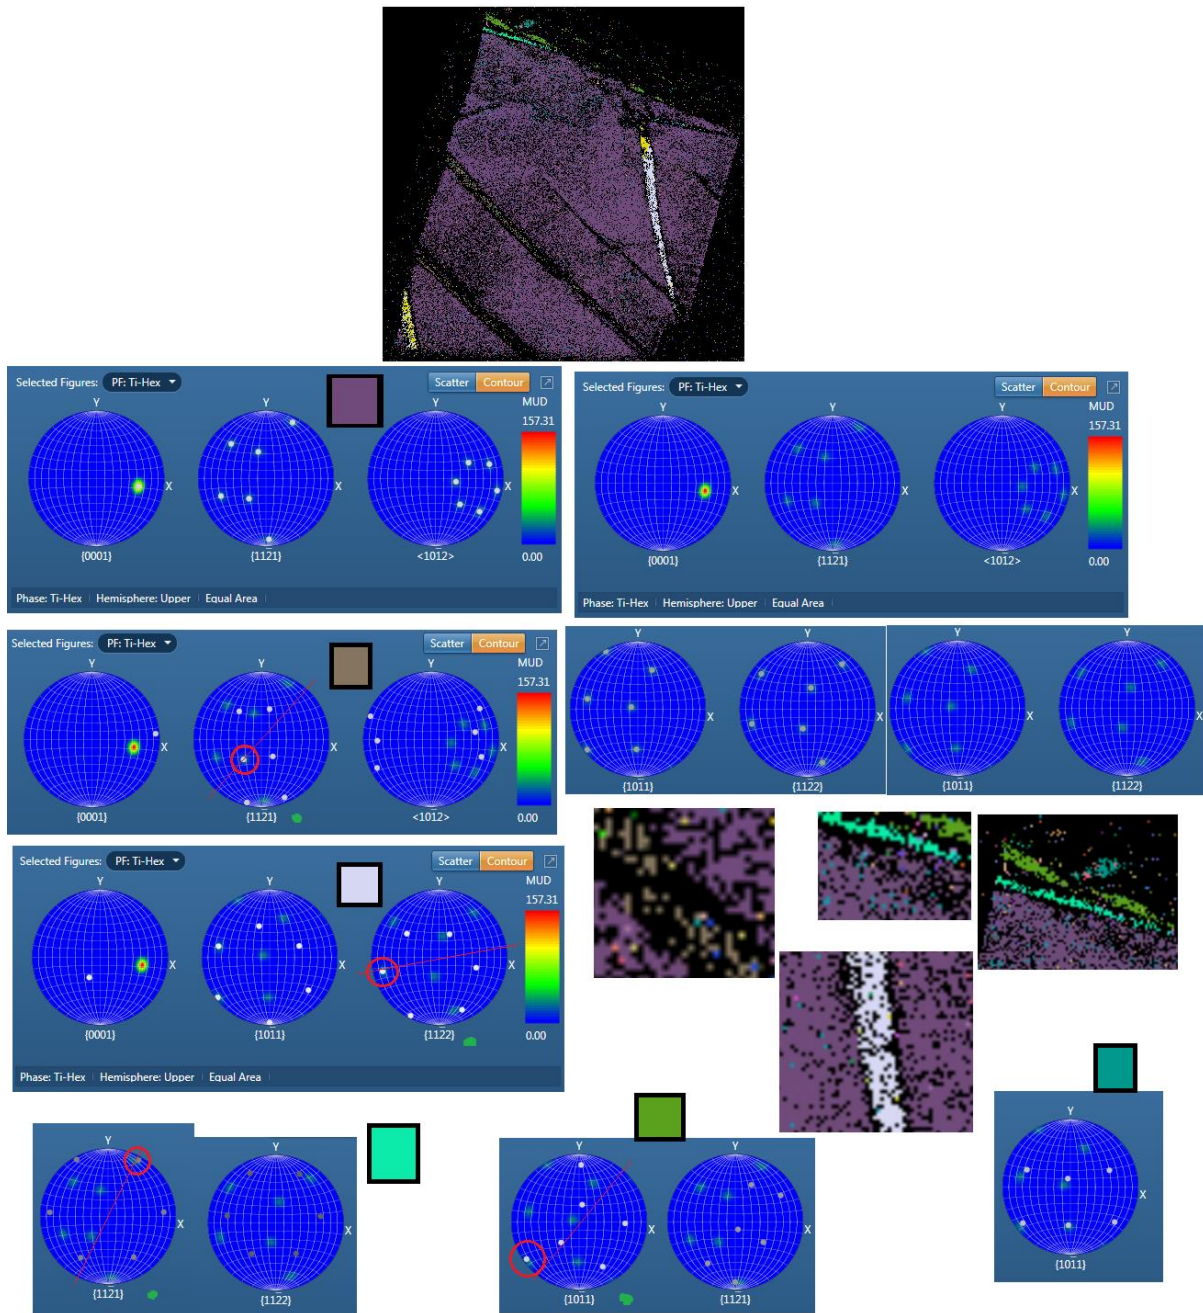 Selected Figures: PF: Ti-Hex Scatter Contour
MUD
157.31
Y Y Y
X X X
0.00
{0001} {1121} <1012>
Phase: Ti-Hex Hemisphere: Upper Equal Area
Selected Figures: PF: Ti-Hex Scatter Contour
MUD
157.31
Y Y Y
X X X
0.00
{0001} {1121} <1012>
Phase: Ti-Hex Hemisphere: Upper Equal Area
Selected Figures: PF: Ti-Hex Scatter Contour
MUD
157.31
Y Y Y
X X X
0.00
{0001} {1121} <1012>
Y Y
X X
{1011} {1122}
Y Y
X X
{1011} {1122}
Selected Figures: PF: Ti-Hex Scatter Contour
MUD
157.31
Y Y Y
X X X
0.00
{0001} {1011} {1122}
Phase: Ti-Hex Hemisphere: Upper Equal Area
Y Y
X X
{1121} {1122}
Y Y
X X
{1011} {1121}
Y
X
{1011}